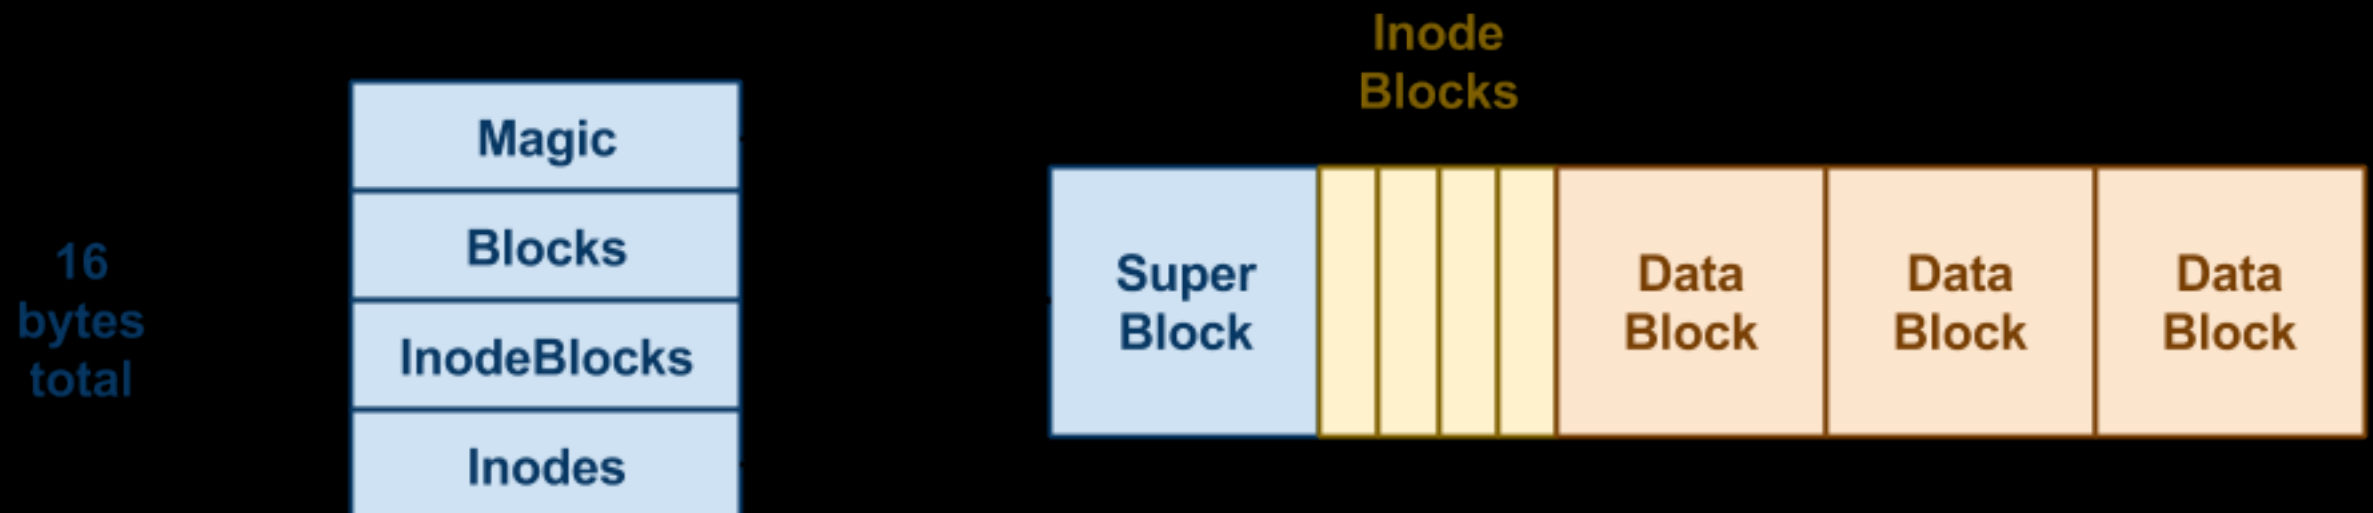 16
bytes
total
Magic
Blocks
InodeBlocks
Inodes
Inode
Blocks
Super
Block
Data
Block
Data
Block
Data
Block